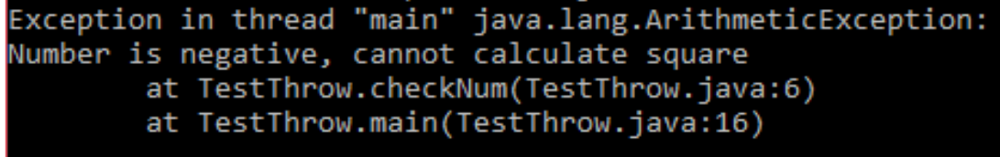 Exception in thread "main" java.lang.ArithmeticException:
Number is negative, cannot calculate square
at TestThrow.checkNum(TestThrow.java:6)
at TestThrow.main(TestThrow.java:16)